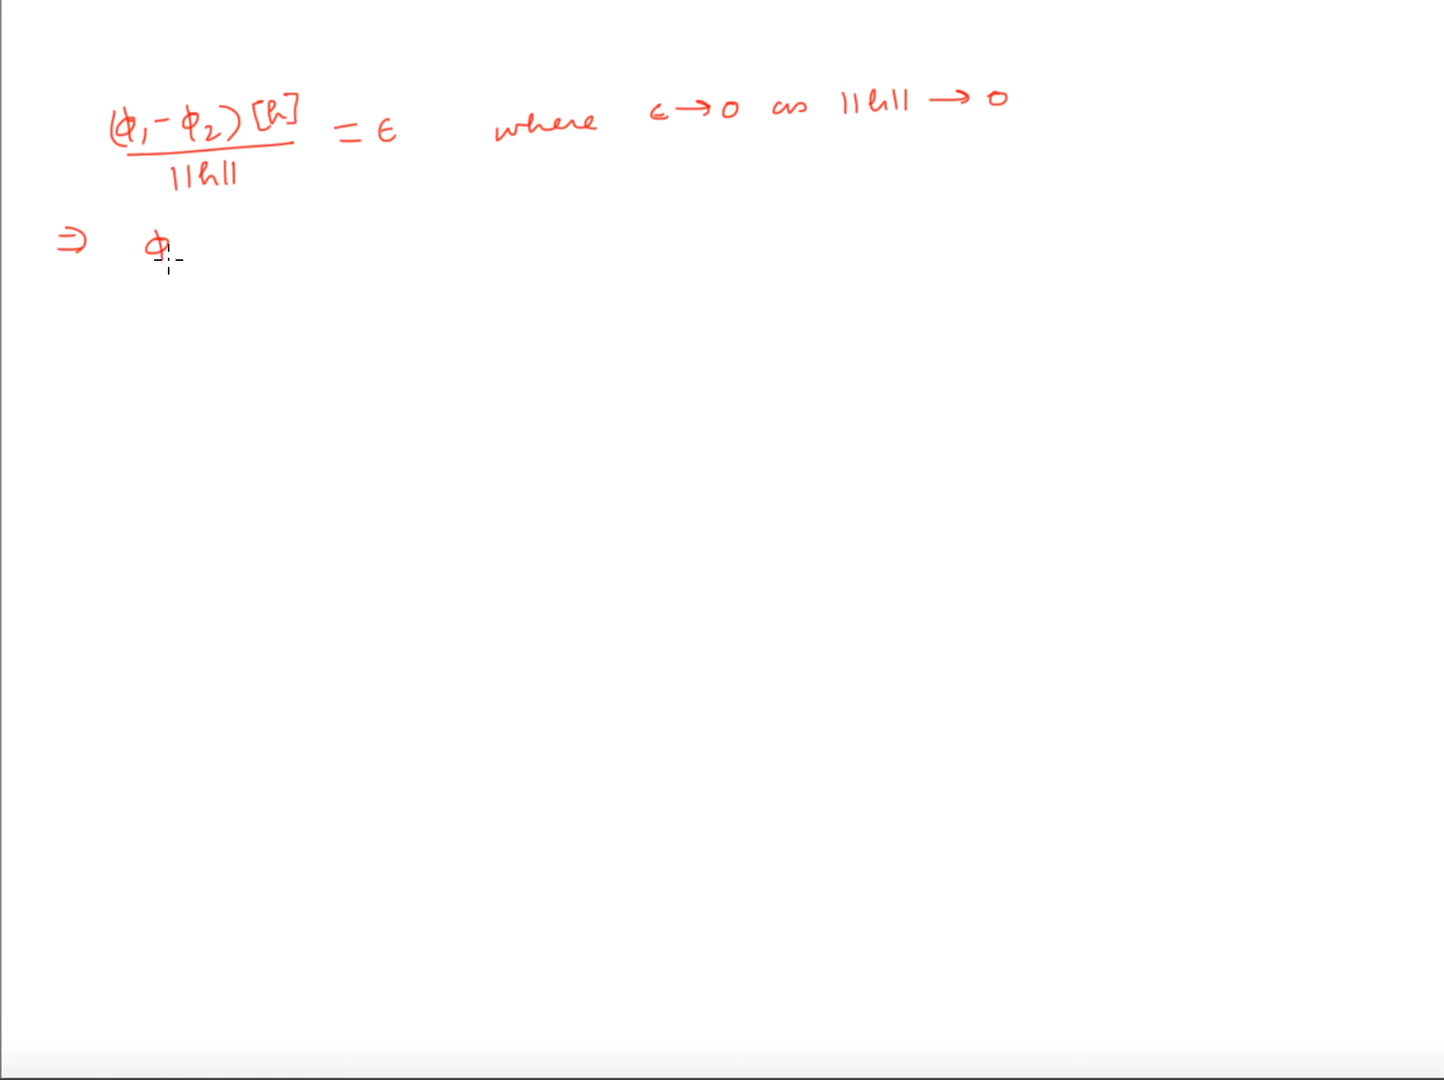 (ϕ₁ - ϕ₂)[h] / ||h|| = ϵ where ϵ → 0 as ||h|| → 0
⇒ ϕ